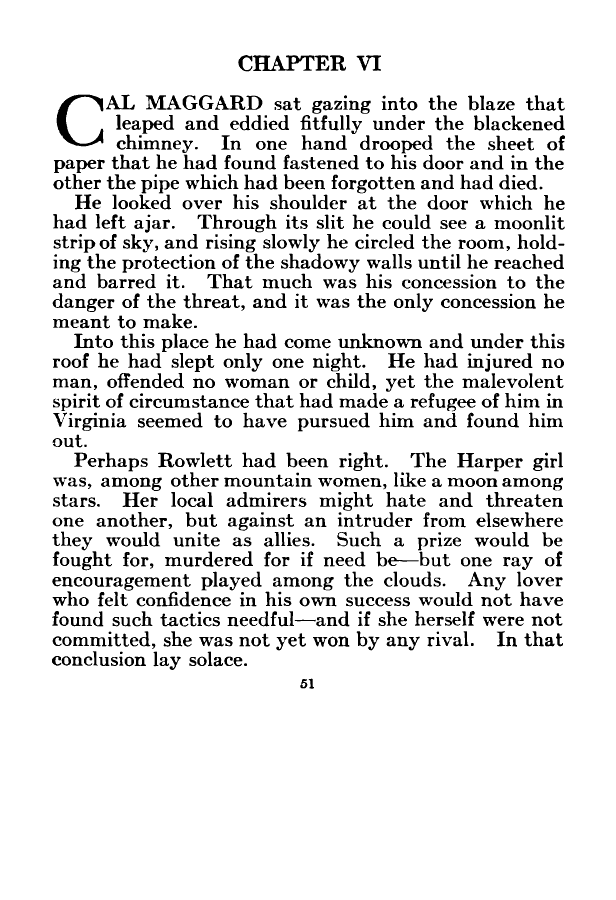 CHAPTER VI
CAL MAGGARD sat gazing into the blaze that
leaped and eddied fitfully under the blackened
chimney. In one hand drooped the sheet of
paper that he had found fastened to his door and in the
other the pipe which had been forgotten and had died.
He looked over his shoulder at the door which he
had left ajar. Through its slit he could see a moonlit
strip of sky, and rising slowly he circled the room, hold-
ing the protection of the shadowy walls until he reached
and barred it. That much was his concession to the
danger of the threat, and it was the only concession he
meant to make.
Into this place he had come unknown and under this
roof he had slept only one night. He had injured no
man, offended no woman or child, yet the malevolent
spirit of circumstance that had made a refugee of him in
Virginia seemed to have pursued him and found him
out.
Perhaps Rowlett had been right. The Harper girl
was, among other mountain women, like a moon among
stars. Her local admirers might hate and threaten
one another, but against an intruder from elsewhere
they would unite as allies. Such a prize would be
fought for, murdered for if need be—but one ray of
encouragement played among the clouds. Any lover
who felt confidence in his own success would not have
found such tactics needful—and if she herself were not
committed, she was not yet won by any rival. In that
conclusion lay solace.
51